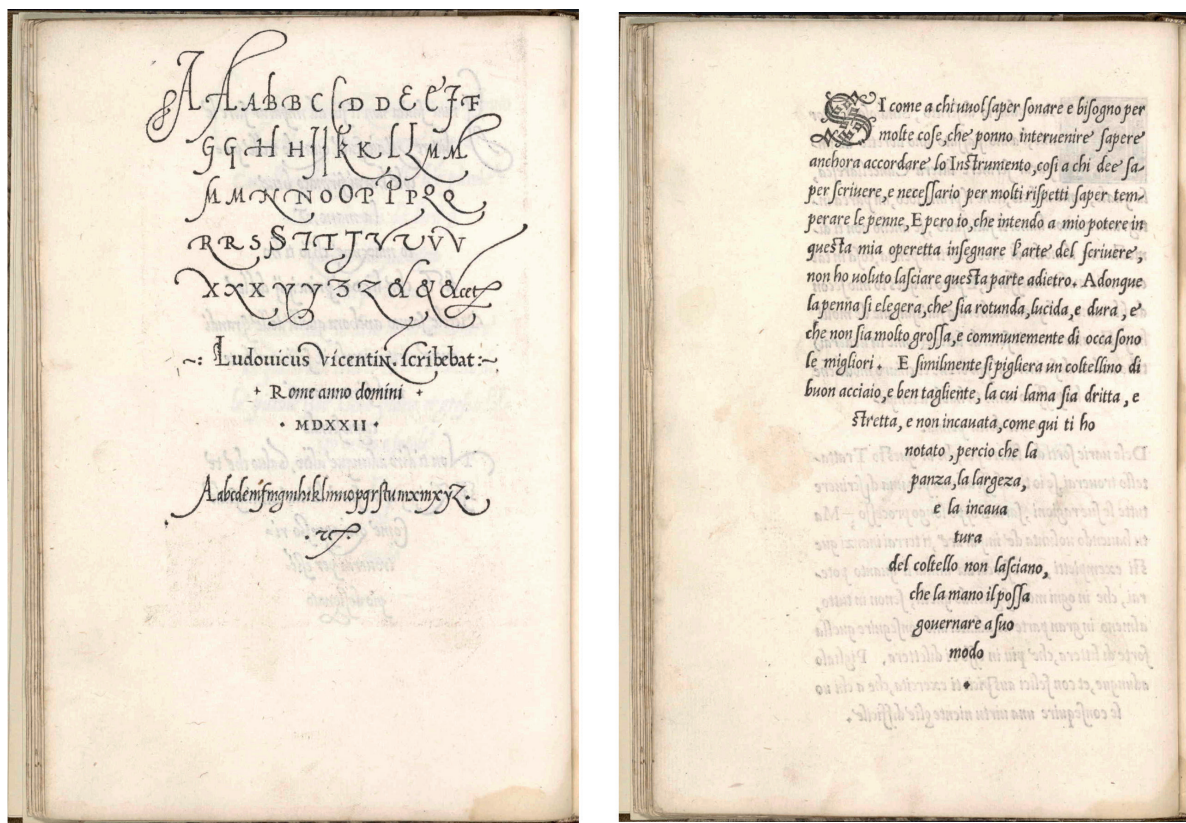 A A A b B C C D D E E F F
G G H H I J K K L L M M
M M N N N O O P P P Q Q
R R S S T T T V V V V
X X X Y Y Z Z & & & cet
~: Ludouicus Vicentin. scribebat :~
Rome anno domini
MDXXII
Aabcdeefsmgmhiklmnopqrstumxmxyz.
SI come a chi uuol saper sonare e bisogno per
molte cose, che ponno interuenire sapere
anchora accordare lo Instrumento, cosi a chi dee sa-
per scriuere, e necessario per molti rispetti saper tem-
perare le penne, E pero io, che intendo a mio potere in
questa mia operetta insegnare l'arte del scriuere,
non ho uoluto lasciare questa parte adietro. Adonque
la penna si elegera, che sia rotunda, lucida, e dura, e
che non sia molto grossa, e communemente di occa sono
le migliori. E similmente si pigliera un coltellino di
buon acciaio, e ben tagliente, la cui lama sia dritta, e
stretta, e non incauata, come qui ti ho
notato, percio che la
panza, la largeza,
e la incaua
tura
del coltello non lasciano,
che la mano il possa
gouernare a suo
modo